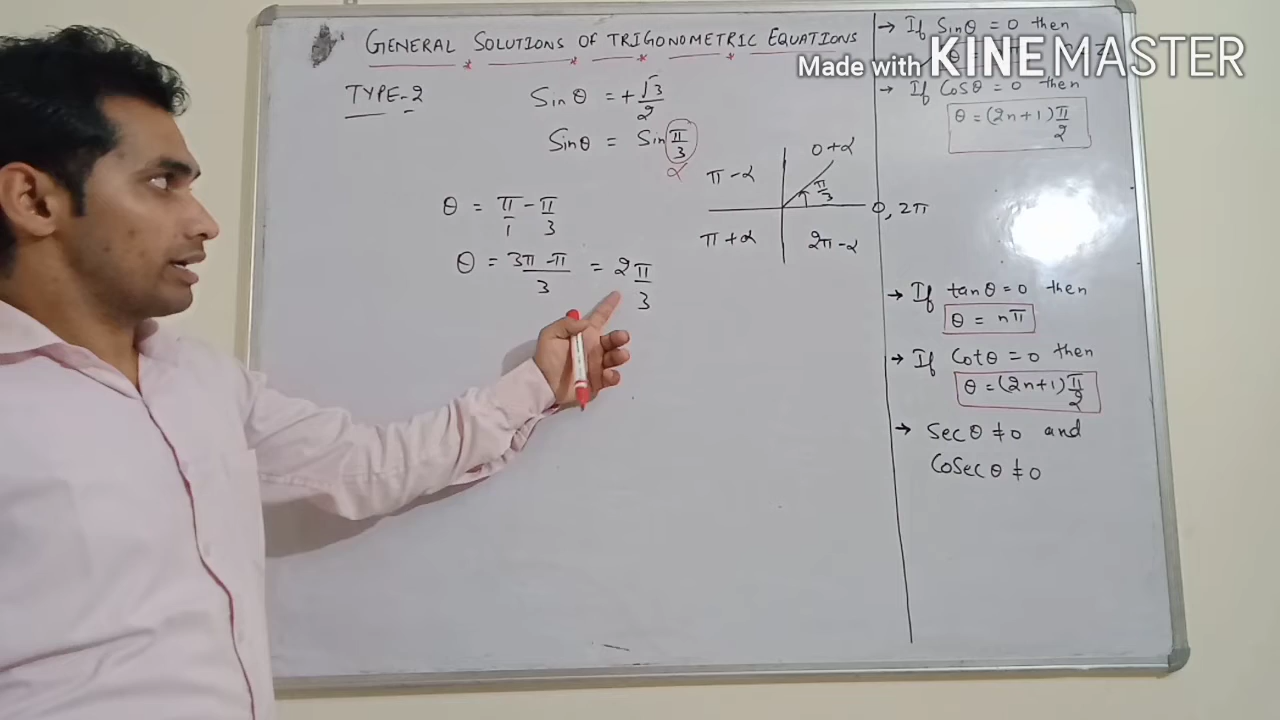 GENERAL SOLUTIONS OF TRIGONOMETRIC EQUATIONS
TYPE-2
Sin θ = + √3/2
Sinθ = Sin π/3
α
θ = π/1 - π/3
θ = 3π - π/3 = 2π/3
π - α
0 + α
π/3
0, 2π
π + α
2π - α
→ If Sinθ = 0 then
Made with KINEMASTER
→ If Cosθ = 0 then
θ = (2n+1) π/2
→ If tanθ = 0 then
θ = nπ
→ If Cotθ = 0 then
θ = (2n+1) π/2
→ Secθ ≠ 0 and
Cosec θ ≠ 0